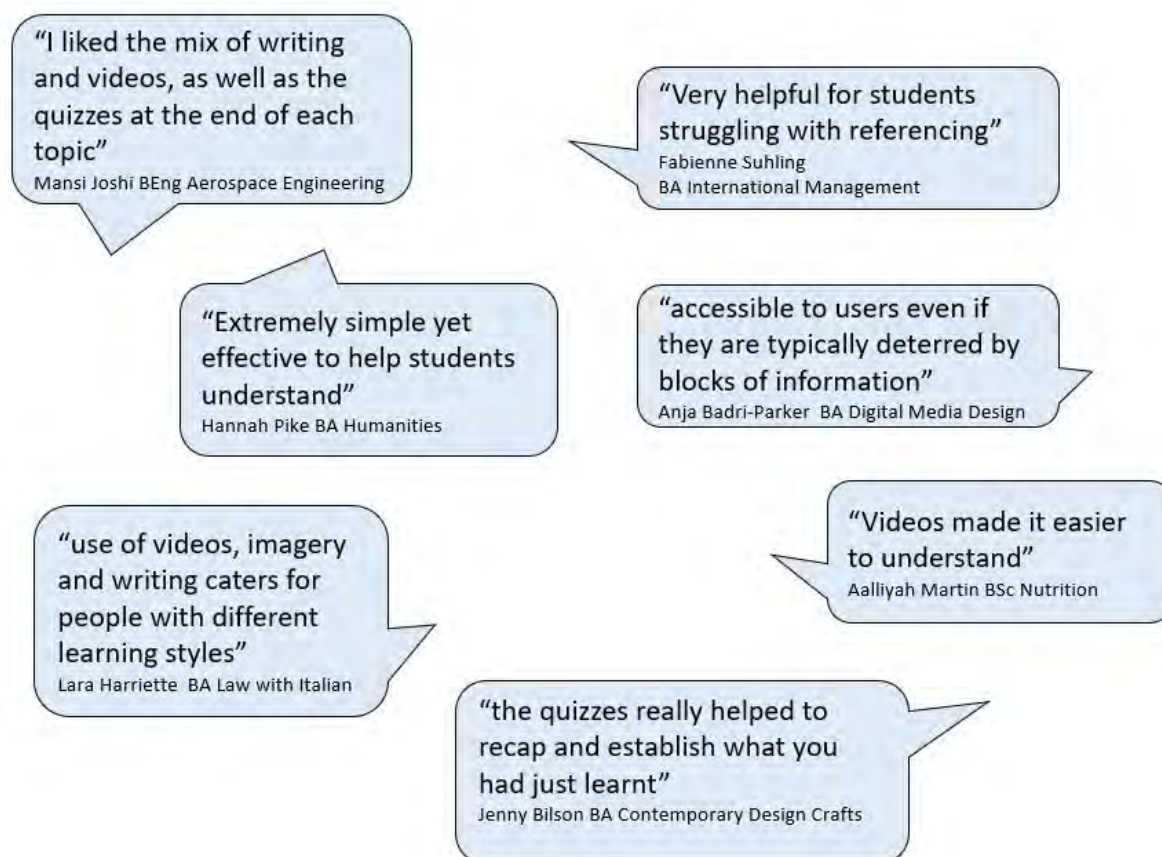 “I liked the mix of writing
and videos, as well as the
quizzes at the end of each
topic”
Mansi Joshi BEng Aerospace Engineering
“Very helpful for students
struggling with referencing”
Fabienne Suhling
BA International Management
“Extremely simple yet
effective to help students
understand”
Hannah Pike BA Humanities
“accessible to users even if
they are typically deterred by
blocks of information”
Anja Badri-Parker BA Digital Media Design
“use of videos, imagery
and writing caters for
people with different
learning styles”
Lara Harriette BA Law with Italian
“Videos made it easier
to understand”
Aalliyah Martin BSc Nutrition
“the quizzes really helped to
recap and establish what you
had just learnt”
Jenny Bilson BA Contemporary Design Crafts